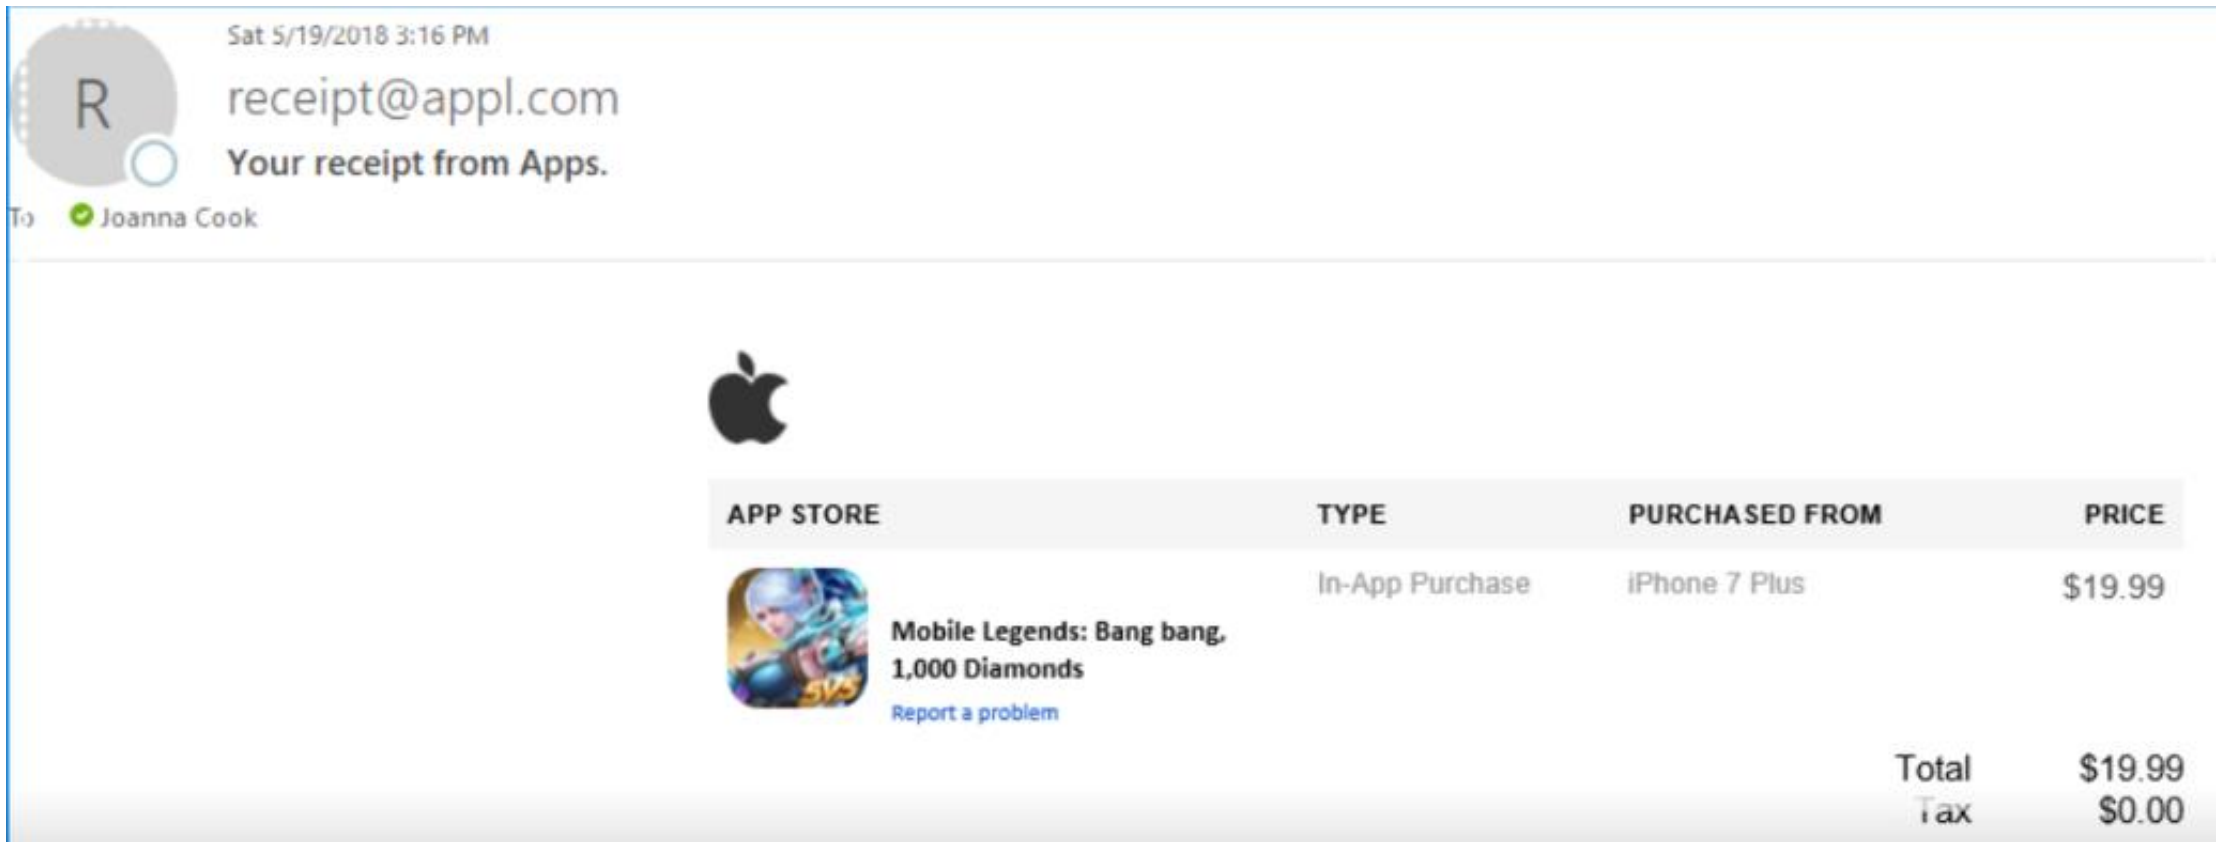 Sat 5/19/2018 3:16 PM
R
receipt@appl.com
Your receipt from Apps.
To Joanna Cook
APP STORE TYPE PURCHASED FROM PRICE
In-App Purchase iPhone 7 Plus $19.99
Mobile Legends: Bang bang,
1,000 Diamonds
5V5
Report a problem
Total $19.99
Tax $0.00